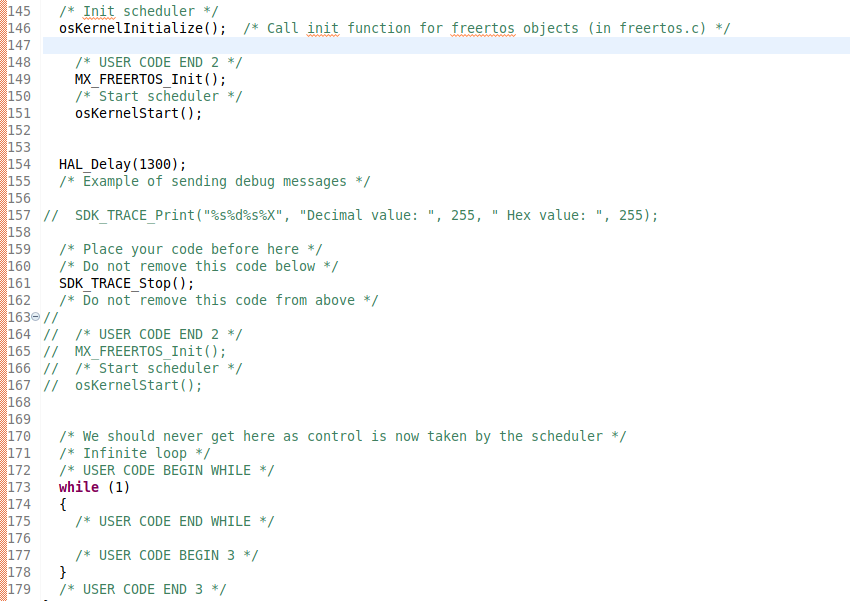 145   /* Init scheduler */
146   osKernelInitialize();  /* Call init function for freertos objects (in freertos.c) */
147
148     /* USER CODE END 2 */
149     MX_FREERTOS_Init();
150     /* Start scheduler */
151     osKernelStart();
152
153
154   HAL_Delay(1300);
155   /* Example of sending debug messages */
156
157 //  SDK_TRACE_Print("%s%d%s%X", "Decimal value: ", 255, " Hex value: ", 255);
158
159   /* Place your code before here */
160   /* Do not remove this code below */
161   SDK_TRACE_Stop();
162   /* Do not remove this code from above */
163 //
164 //  /* USER CODE END 2 */
165 //  MX_FREERTOS_Init();
166 //  /* Start scheduler */
167 //  osKernelStart();
168
169
170   /* We should never get here as control is now taken by the scheduler */
171   /* Infinite loop */
172   /* USER CODE BEGIN WHILE */
173   while (1)
174   {
175     /* USER CODE END WHILE */
176
177     /* USER CODE BEGIN 3 */
178   }
179   /* USER CODE END 3 */